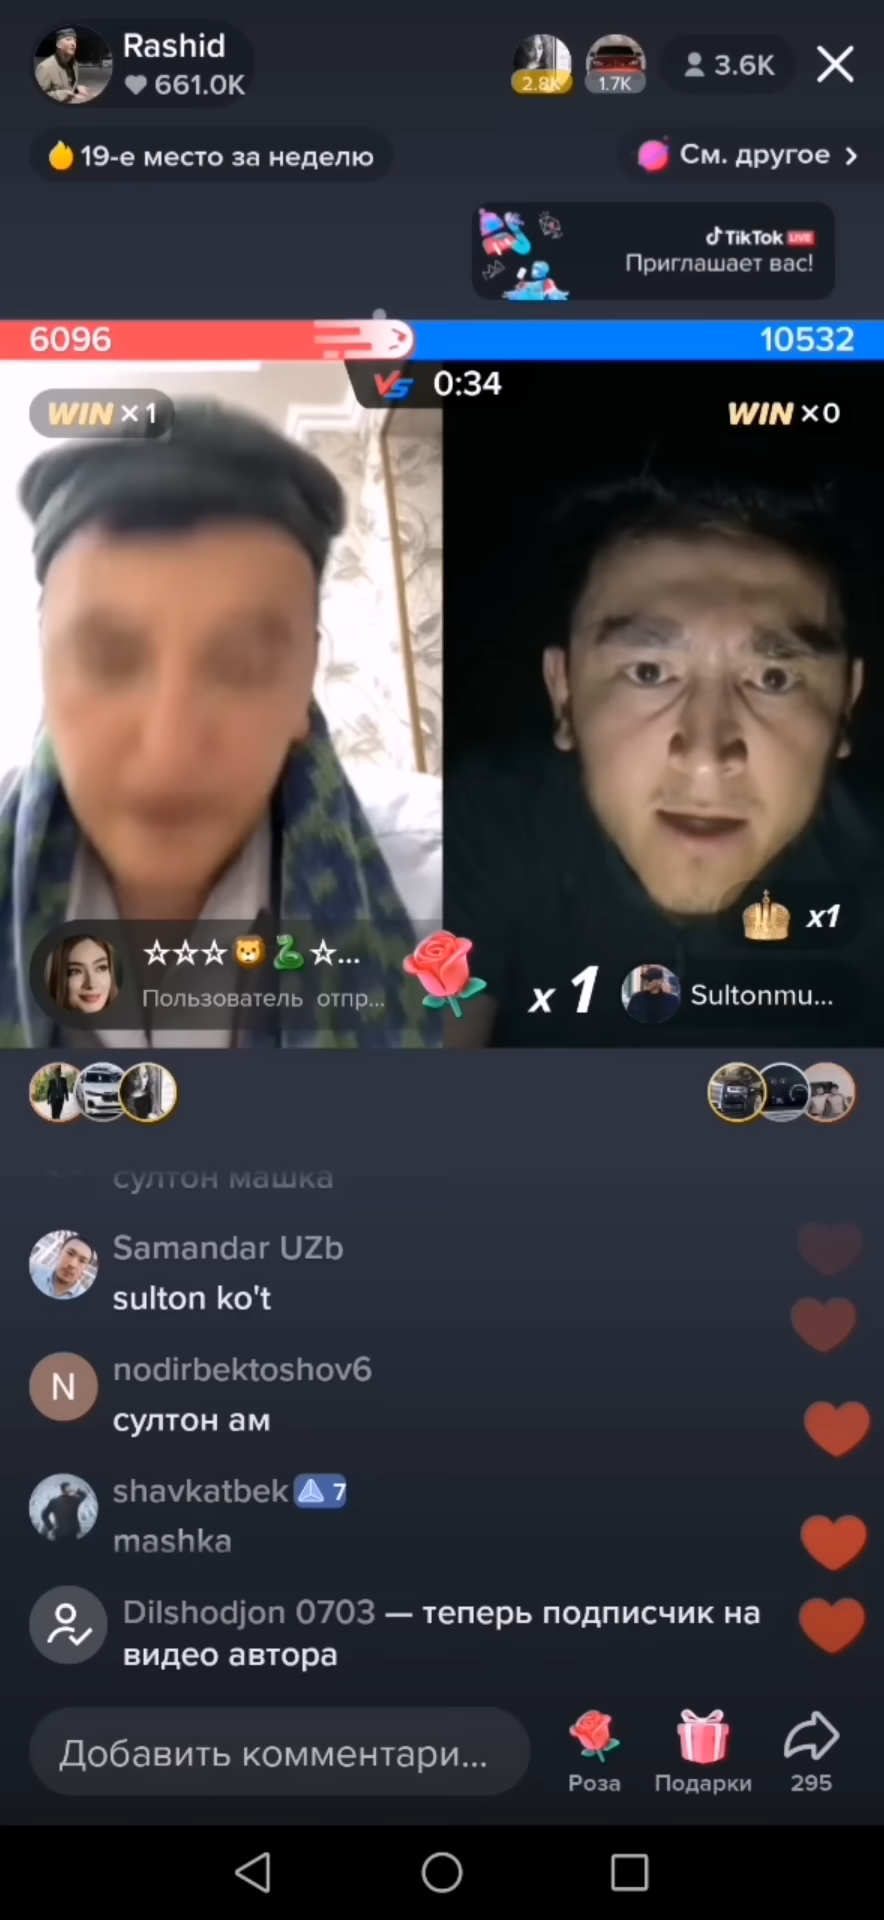 Rashid
661.0K
2.8K
1.7K
3.6K
19-е место за неделю
См. другое
TikTok LIVE
Приглашает вас!
6096
10532
VS 0:34
WIN ×1
WIN ×0
x1
☆☆☆🦁🐍☆...
Пользователь отпр...
x 1
Sultonmu...
султон машка
Samandar UZb
sulton ko't
nodirbektoshov6
N
султон ам
shavkatbek 7
mashka
Dilshodjon 0703 — теперь подписчик на
видео автора
Добавить комментари...
Роза
Подарки
295